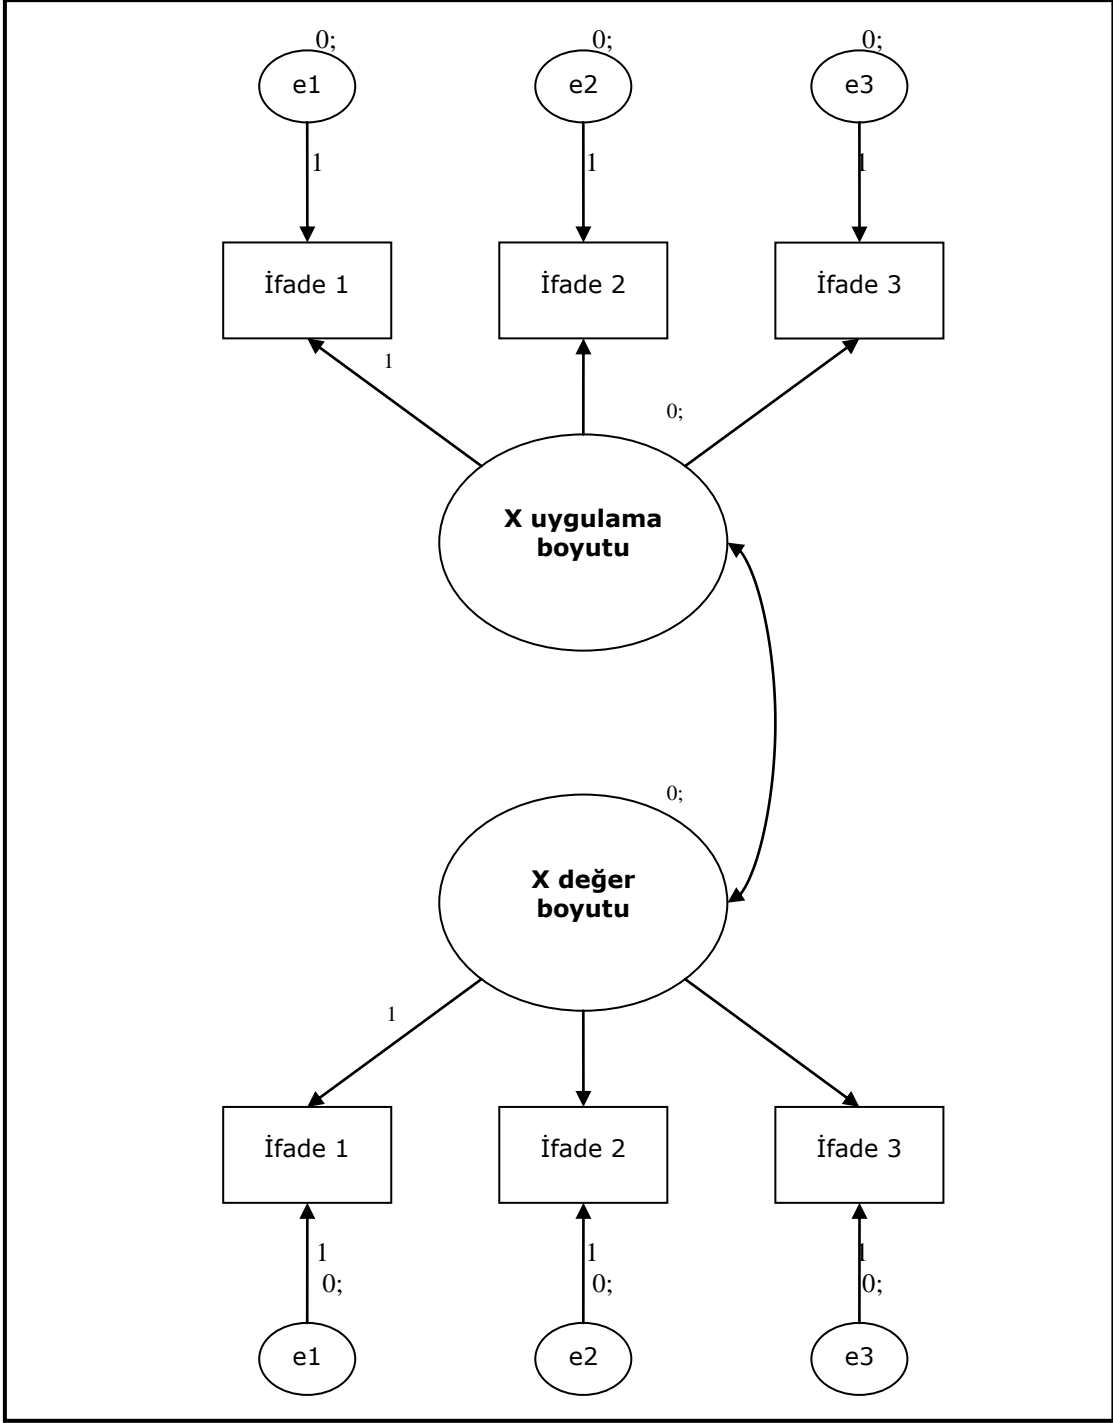 0; 0; 0;
e1 e2 e3
1 1 1
İfade 1 İfade 2 İfade 3
1
0;
X uygulama
boyutu
0;
X değer
boyutu
1
İfade 1 İfade 2 İfade 3
1 1 1
0; 0; 0;
e1 e2 e3